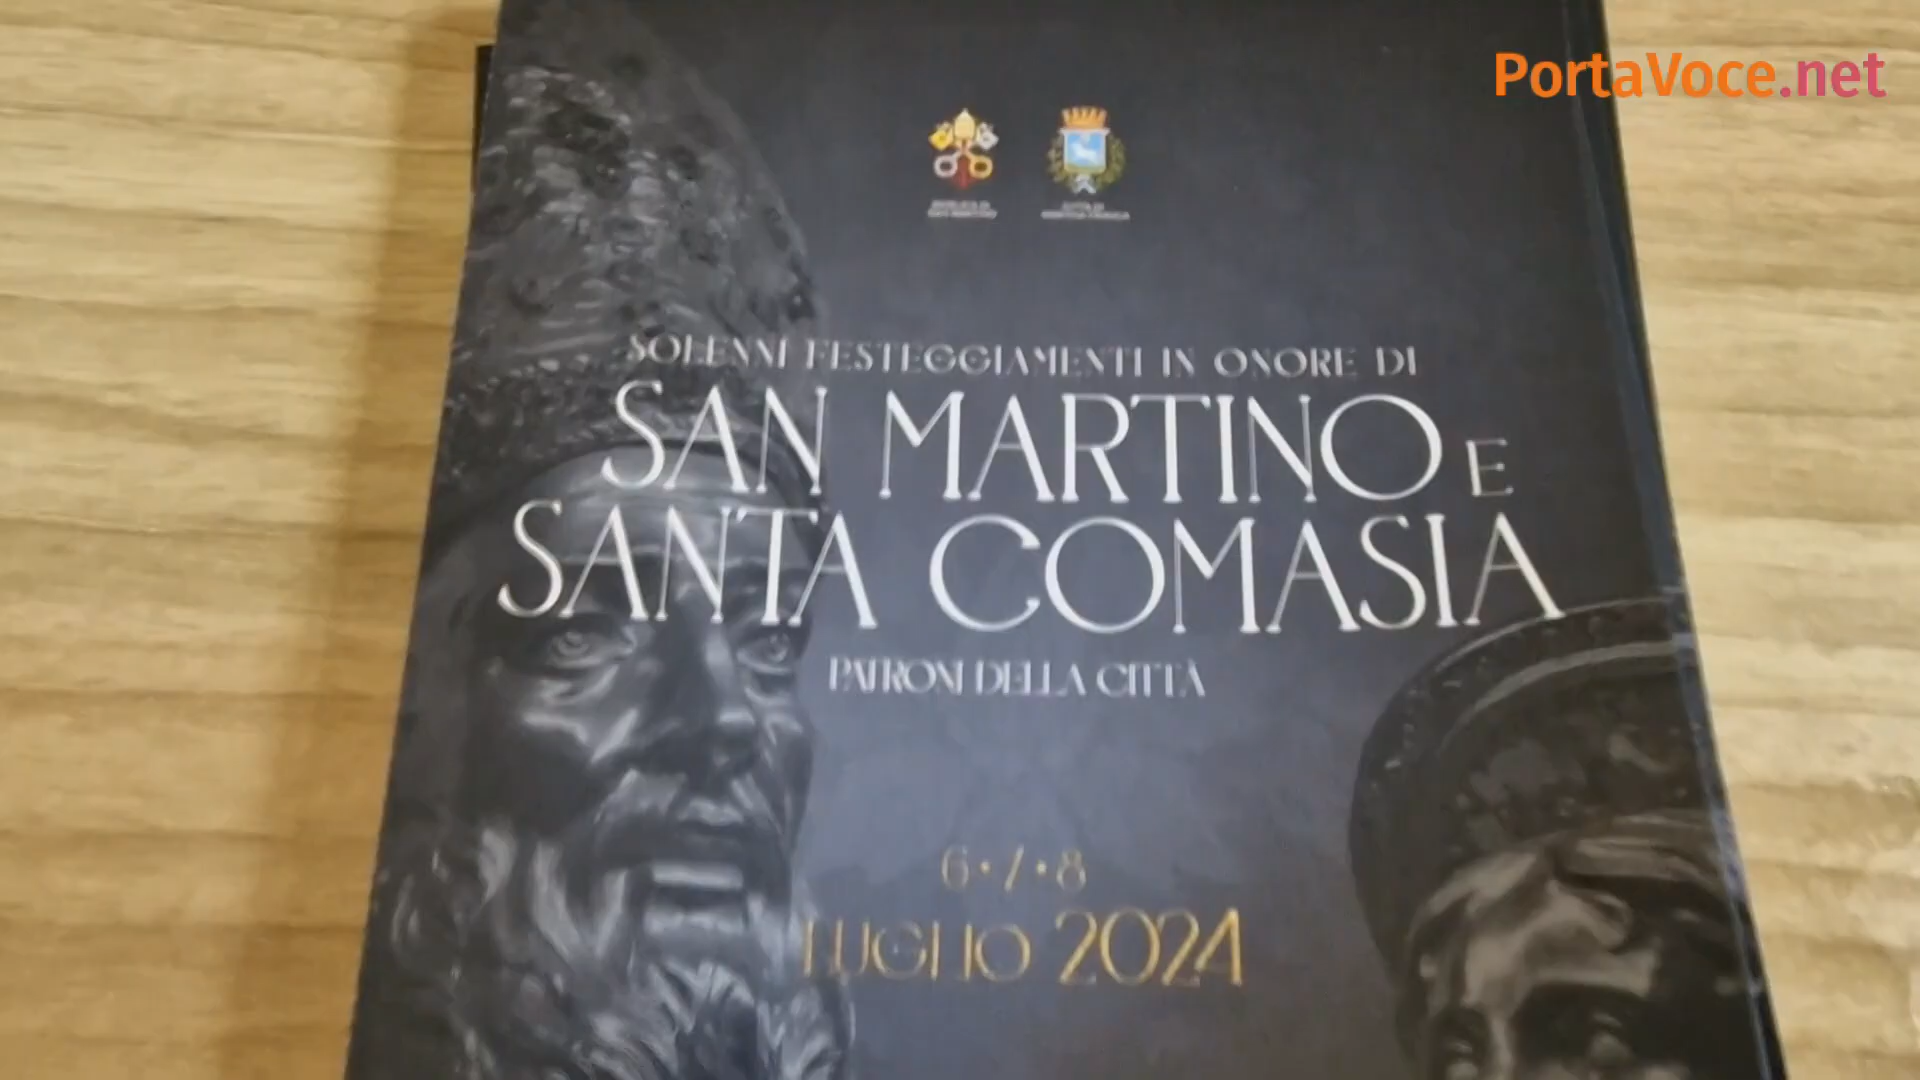 PortaVoce.net
SOLENNI FESTEGGIAMENTI IN ONORE DI
SAN MARTINO E
SANTA COMASIA
PATRONI DELLA CITTÀ
6·7·8
LUGLIO 2024